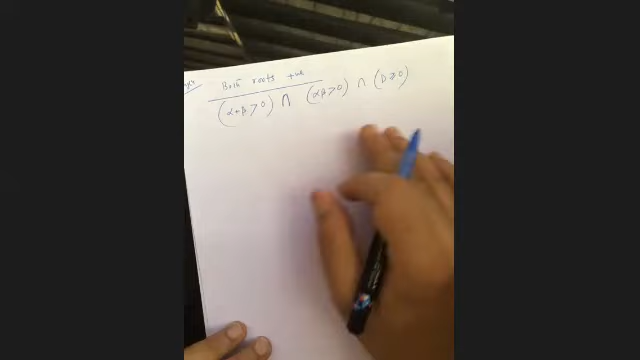 Both roots +ve
(α+β > 0) ∩ (αβ > 0) ∩ (D ≥ 0)